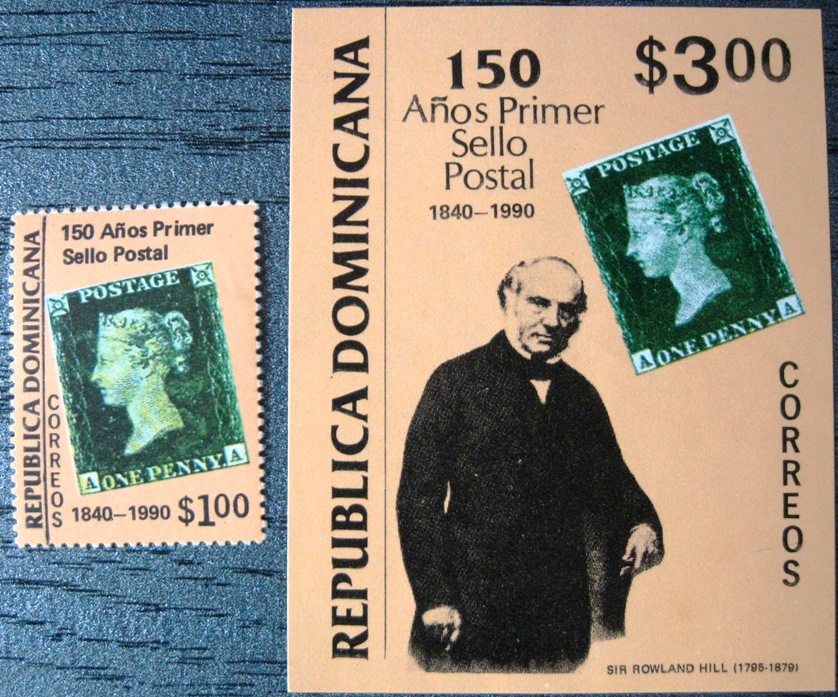 REPUBLICA DOMINICANA
150 Años Primer
Sello Postal
POSTAGE
A ONE PENNY. A
CORREOS
1840–1990 $1.00
REPUBLICA DOMINICANA
150
Años Primer
Sello
Postal
1840–1990
$3.00
POSTAGE
A ONE PENNY A
CORREOS
SIR ROWLAND HILL (1795-1879)